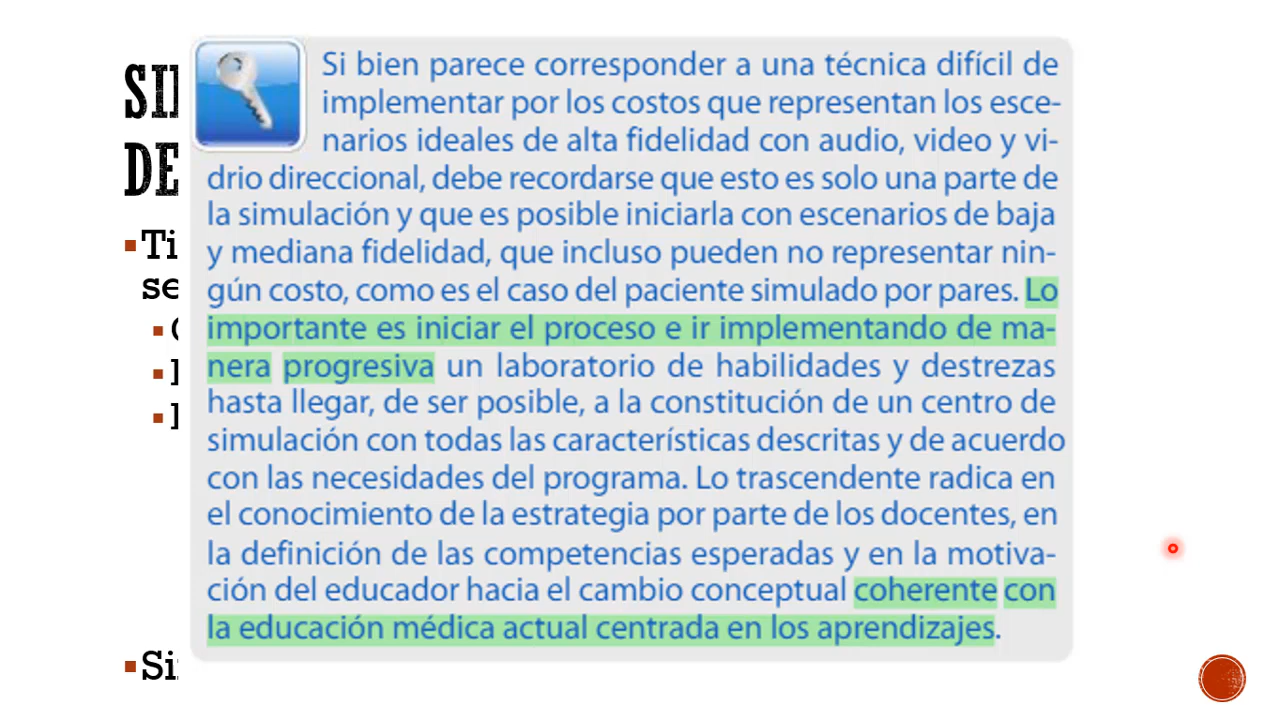 SI
DE
Ti
se
Si bien parece corresponder a una técnica difícil de
implementar por los costos que representan los esce-
narios ideales de alta fidelidad con audio, video y vi-
drio direccional, debe recordarse que esto es solo una parte de
la simulación y que es posible iniciarla con escenarios de baja
y mediana fidelidad, que incluso pueden no representar nin-
gún costo, como es el caso del paciente simulado por pares. Lo
importante es iniciar el proceso e ir implementando de ma-
nera progresiva un laboratorio de habilidades y destrezas
hasta llegar, de ser posible, a la constitución de un centro de
simulación con todas las características descritas y de acuerdo
con las necesidades del programa. Lo trascendente radica en
el conocimiento de la estrategia por parte de los docentes, en
la definición de las competencias esperadas y en la motiva-
ción del educador hacia el cambio conceptual coherente con
la educación médica actual centrada en los aprendizajes.
Si